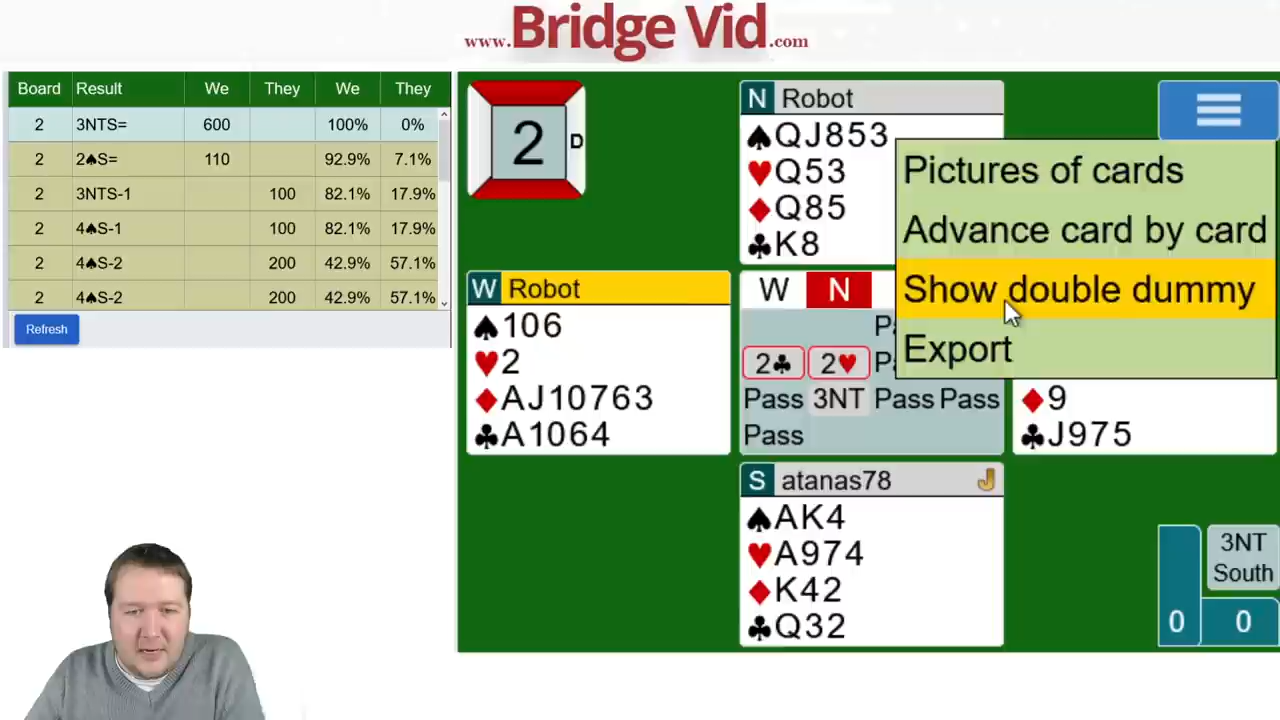 www.Bridge Vid.com
Board Result We They We They
2 3NTS= 600 100% 0%
2 2♠S= 110 92.9% 7.1%
2 3NTS-1 100 82.1% 17.9%
2 4♠S-1 100 82.1% 17.9%
2 4♠S-2 200 42.9% 57.1%
2 4♠S-2 200 42.9% 57.1%
Refresh
2 D
N Robot
♠QJ853
♥Q53
♦Q85
♣K8
Pictures of cards
Advance card by card
Show double dummy
Export
W Robot
♠106
♥2
♦AJ10763
♣A1064
W N
2♣ 2♥
Pass 3NT Pass Pass
Pass
♦9
♣J975
S atanas78 J
♠AK4
♥A974
♦K42
♣Q32
3NT
South
0 0